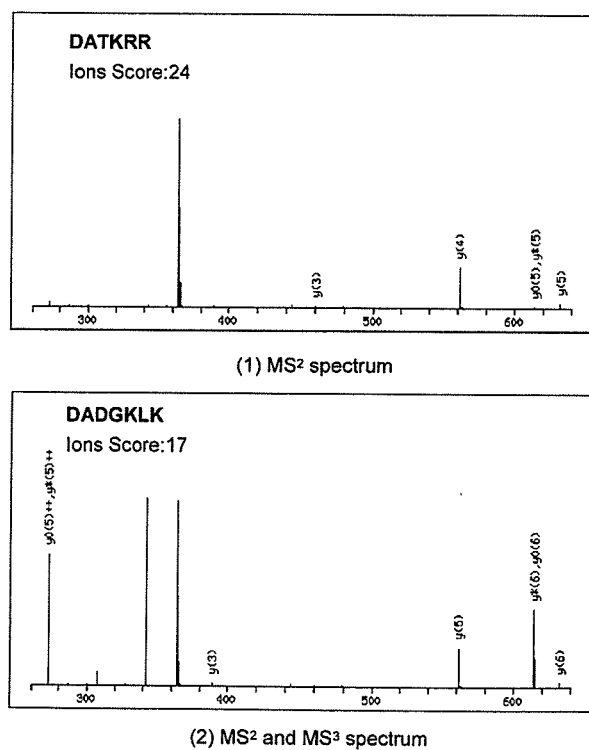 DATKRR
Ions Score:24
y(3)
y(4)
y0(5),y*(5)
y(5)
300 400 500 600
(1) MS² spectrum
DADGKLK
Ions Score:17
y0(5)++,y*(5)++
y(3)
y(5)
y*(6),y0(6)
y(6)
300 400 500 600
(2) MS² and MS³ spectrum